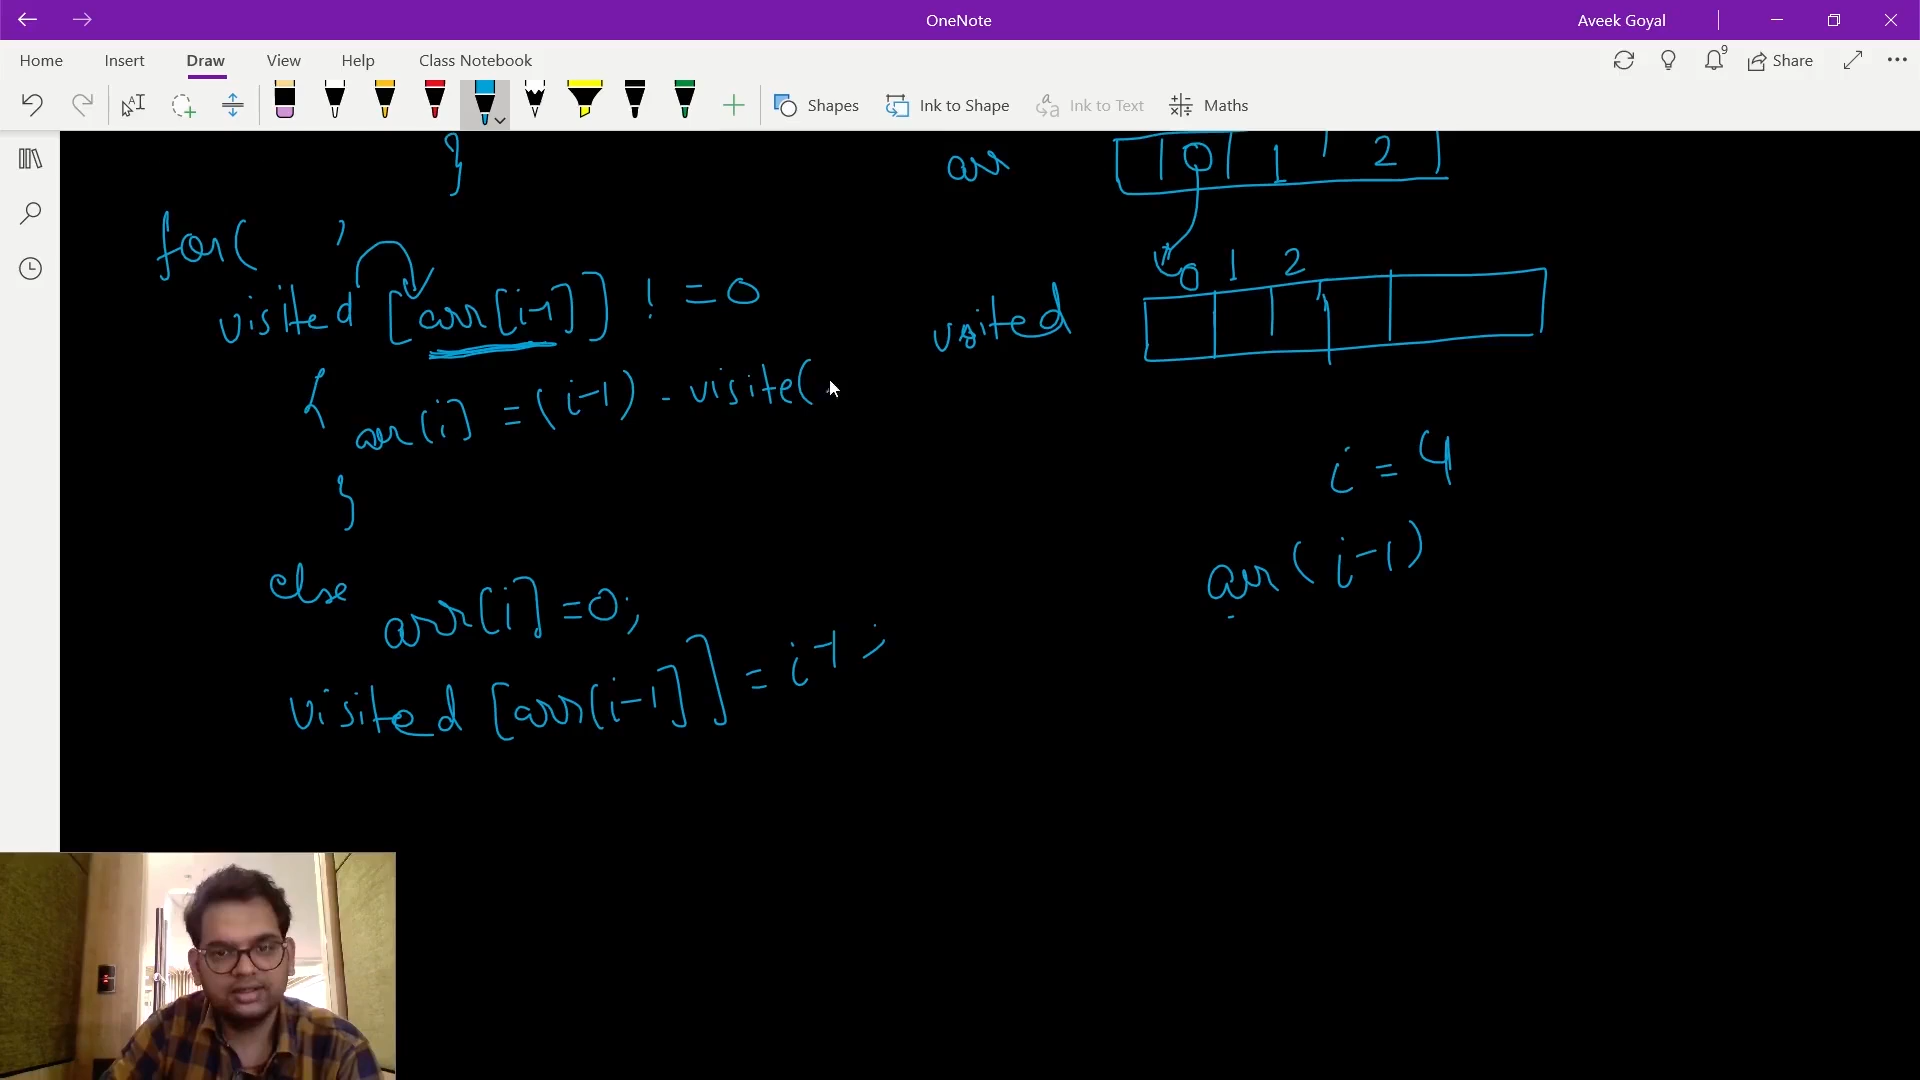 OneNote
Aveek Goyal
Home Insert Draw View Help Class Notebook
9
Share
Shapes Ink to Shape Ink to Text Maths
}
arr 0 1 2
for( ,
0 1 2
visited [arr[i-1]] != 0
visited
{
arr[i] = (i-1) - visite(
}
i = 4
arr(i-1)
else
arr[i]=0;
visited [arr[i-1]] = i-1;